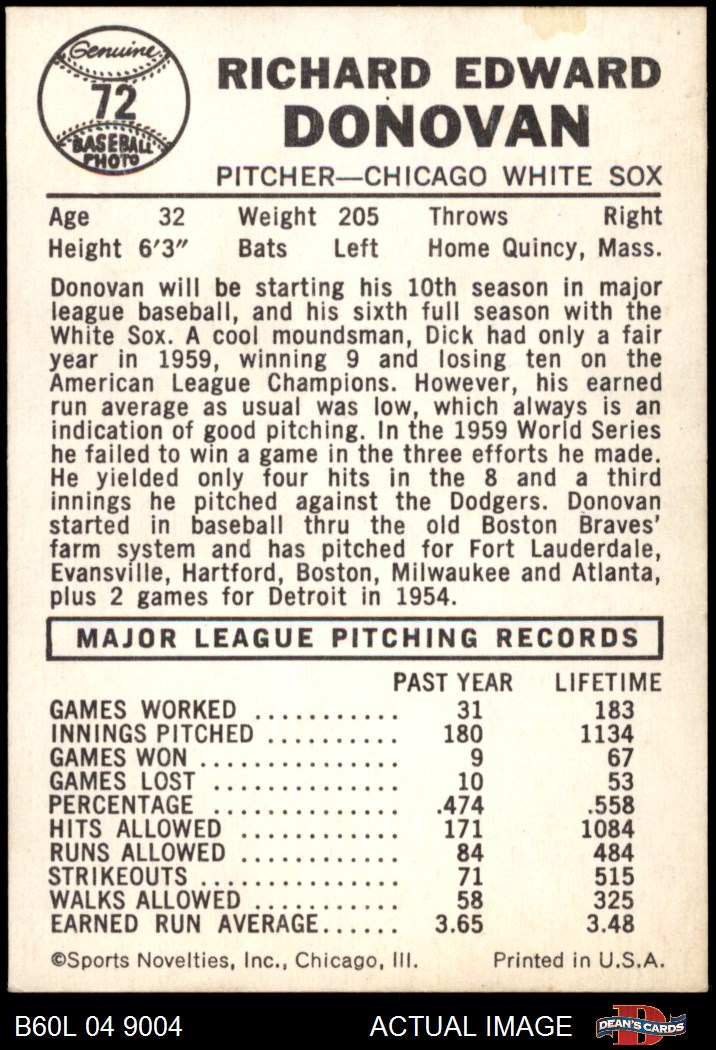 Genuine
72
BASEBALL
PHOTO
RICHARD EDWARD
DONOVAN
PITCHER—CHICAGO WHITE SOX
Age 32 Weight 205 Throws Right
Height 6'3" Bats Left Home Quincy, Mass.
Donovan will be starting his 10th season in major
league baseball, and his sixth full season with the
White Sox. A cool moundsman, Dick had only a fair
year in 1959, winning 9 and losing ten on the
American League Champions. However, his earned
run average as usual was low, which always is an
indication of good pitching. In the 1959 World Series
he failed to win a game in the three efforts he made.
He yielded only four hits in the 8 and a third
innings he pitched against the Dodgers. Donovan
started in baseball thru the old Boston Braves'
farm system and has pitched for Fort Lauderdale,
Evansville, Hartford, Boston, Milwaukee and Atlanta,
plus 2 games for Detroit in 1954.
MAJOR LEAGUE PITCHING RECORDS
PAST YEAR LIFETIME
GAMES WORKED ........... 31 183
INNINGS PITCHED .......... 180 1134
GAMES WON ............... 9 67
GAMES LOST .............. 10 53
PERCENTAGE .............. .474 .558
HITS ALLOWED ............ 171 1084
RUNS ALLOWED ............ 84 484
STRIKEOUTS ............... 71 515
WALKS ALLOWED ........... 58 325
EARNED RUN AVERAGE...... 3.65 3.48
©Sports Novelties, Inc., Chicago, Ill. Printed in U.S.A.
B60L 04 9004 ACTUAL IMAGE DEAN'S CARDS